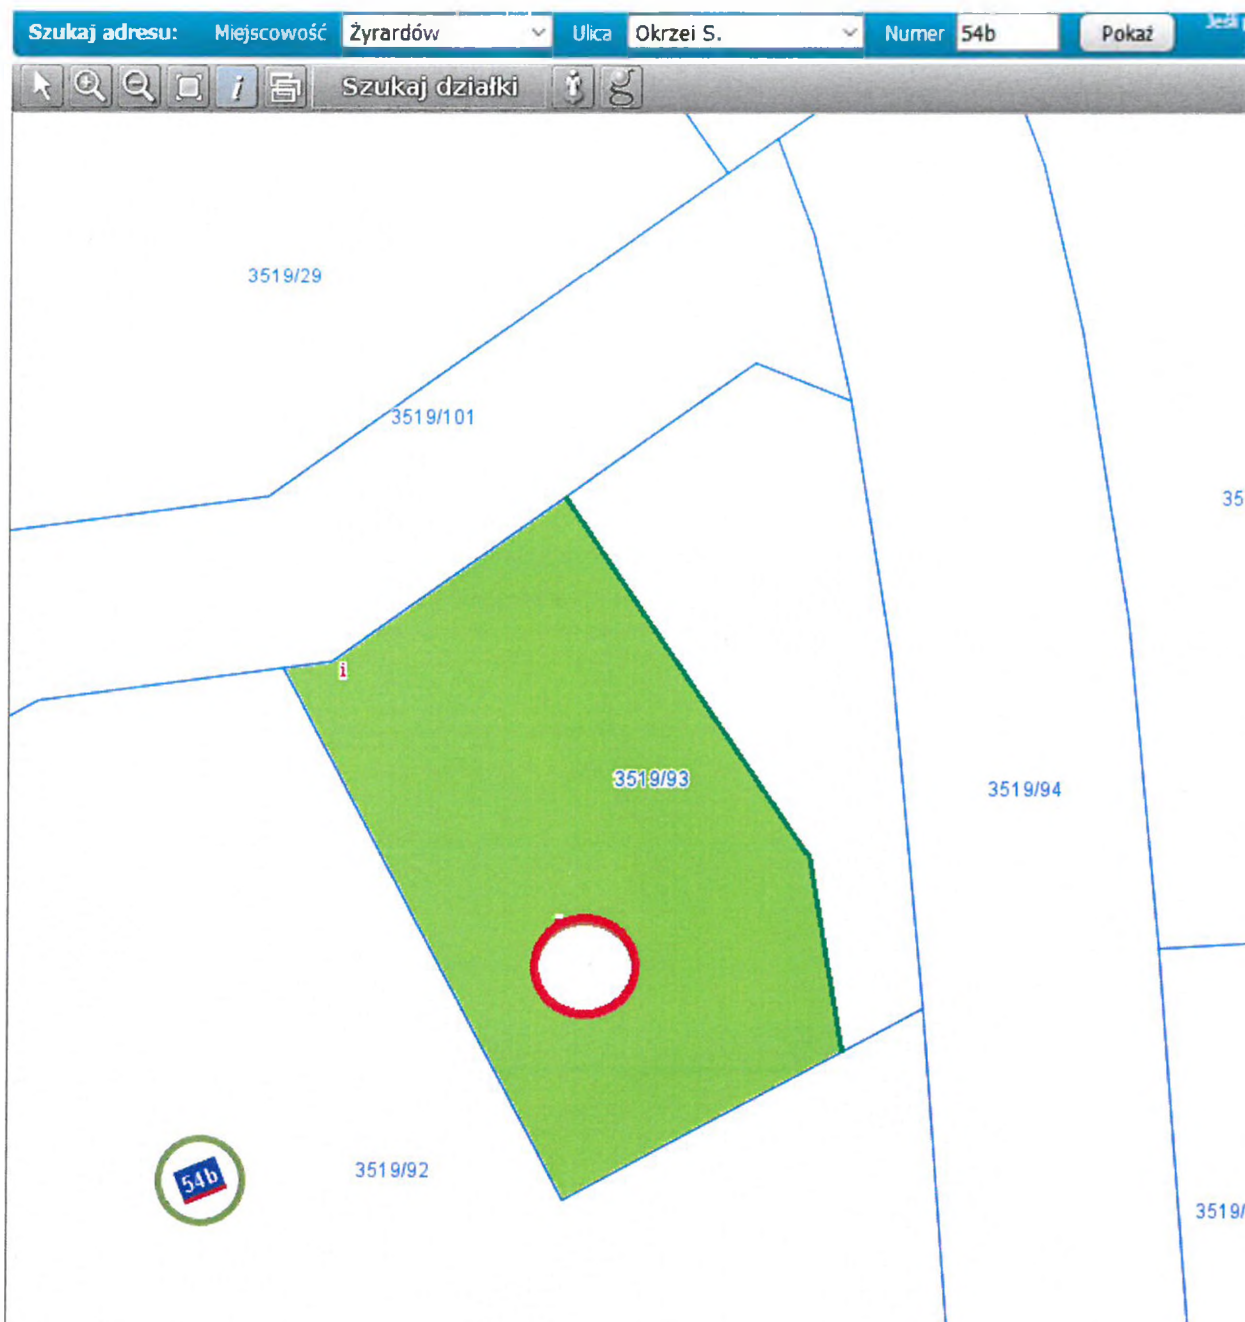 Szukaj adresu: Miejscowość Żyrardów Ulica Okrzei S. Numer 54b Pokaż
i Szukaj działki
3519/29
3519/101
35
i
3519/93
3519/94
54b
3519/92
3519/